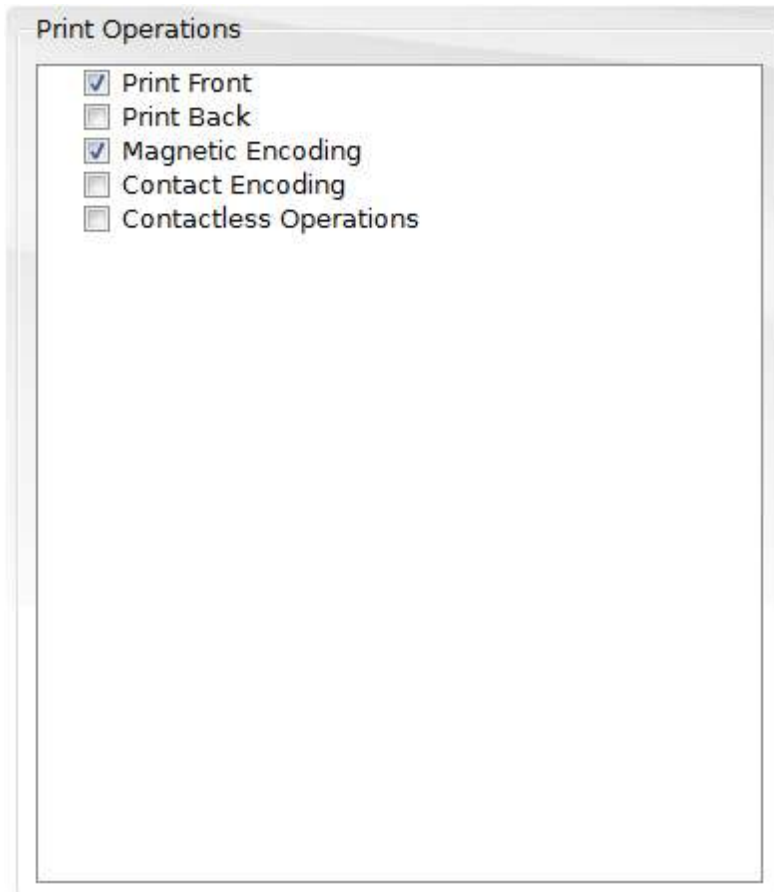 Print Operations
Print Front
Print Back
Magnetic Encoding
Contact Encoding
Contactless Operations